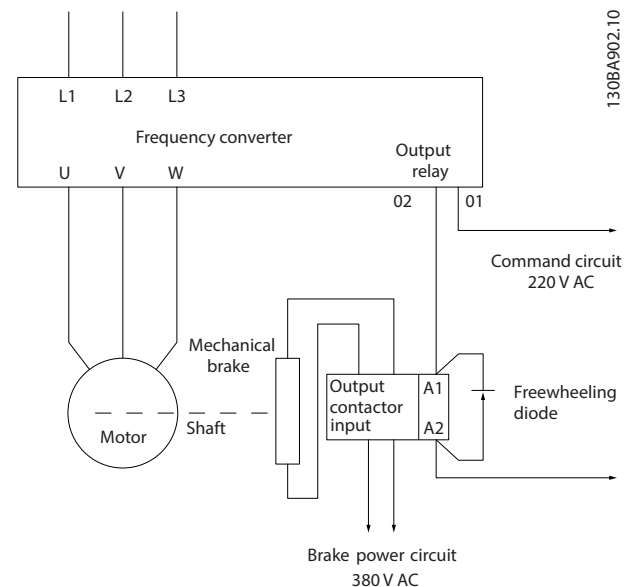 130BA902.10
L1 L2 L3
Frequency converter
Output
relay
U V W
02 01
Command circuit
220 V AC
Mechanical
brake
Output
contactor
input
A1
A2
Freewheeling
diode
Motor
Shaft
Brake power circuit
380 V AC